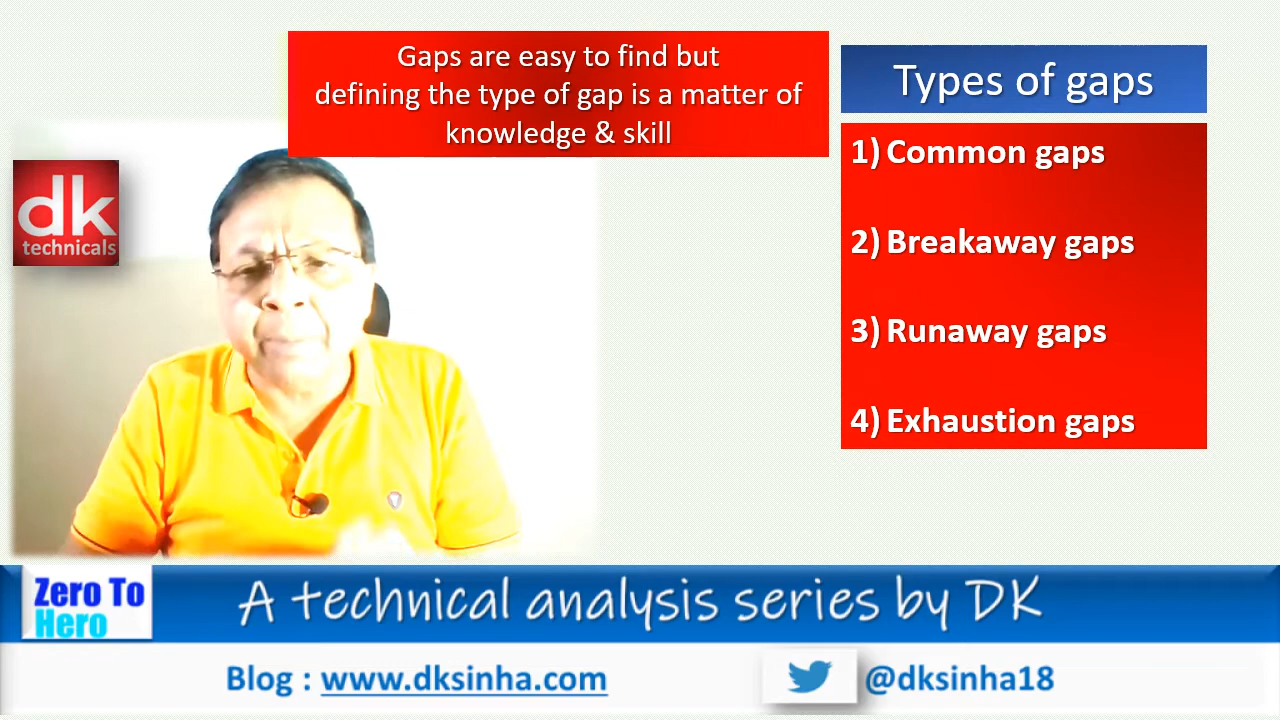 Gaps are easy to find but
defining the type of gap is a matter of
knowledge & skill
Types of gaps
1) Common gaps
2) Breakaway gaps
3) Runaway gaps
4) Exhaustion gaps
dk
technicals
Zero To
Hero
A technical analysis series by DK
Blog : www.dksinha.com
@dksinha18